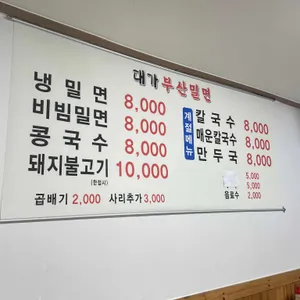 대가부산밀면
냉밀면 8,000
비빔밀면 8,000
콩국수 8,000
돼지불고기 10,000
(한접시)
곱배기 2,000 사리추가 3,000
계절메뉴
칼국수 8,000
매운칼국수 8,000
만두국 8,000
5,000
5,000
음료수 2,000